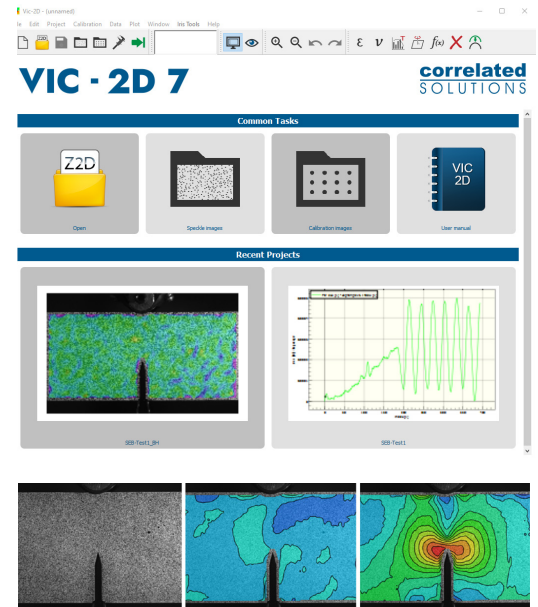 Vic-2D - (unnamed)
le Edit Project Calibration Data Plot Window Iris Tools Help
ε ν f(x)
VIC - 2D 7
correlated
SOLUTIONS
Common Tasks
Z2D
VIC
2D
Open Speckle images Calibration images User manual
Recent Projects
SEB-Test1_BH SEB-Test1